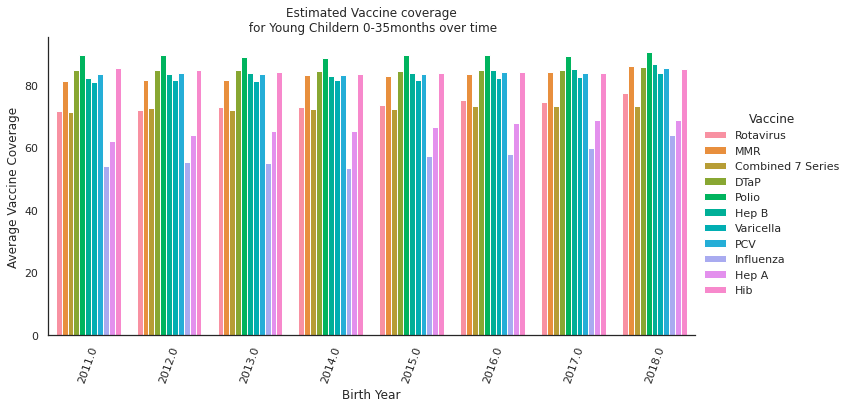 Estimated Vaccine coverage
for Young Childern 0-35months over time
Average Vaccine Coverage
80
60
40
20
0
2011.0
2012.0
2013.0
2014.0
2015.0
2016.0
2017.0
2018.0
Birth Year
Vaccine
Rotavirus
MMR
Combined 7 Series
DTaP
Polio
Hep B
Varicella
PCV
Influenza
Hep A
Hib